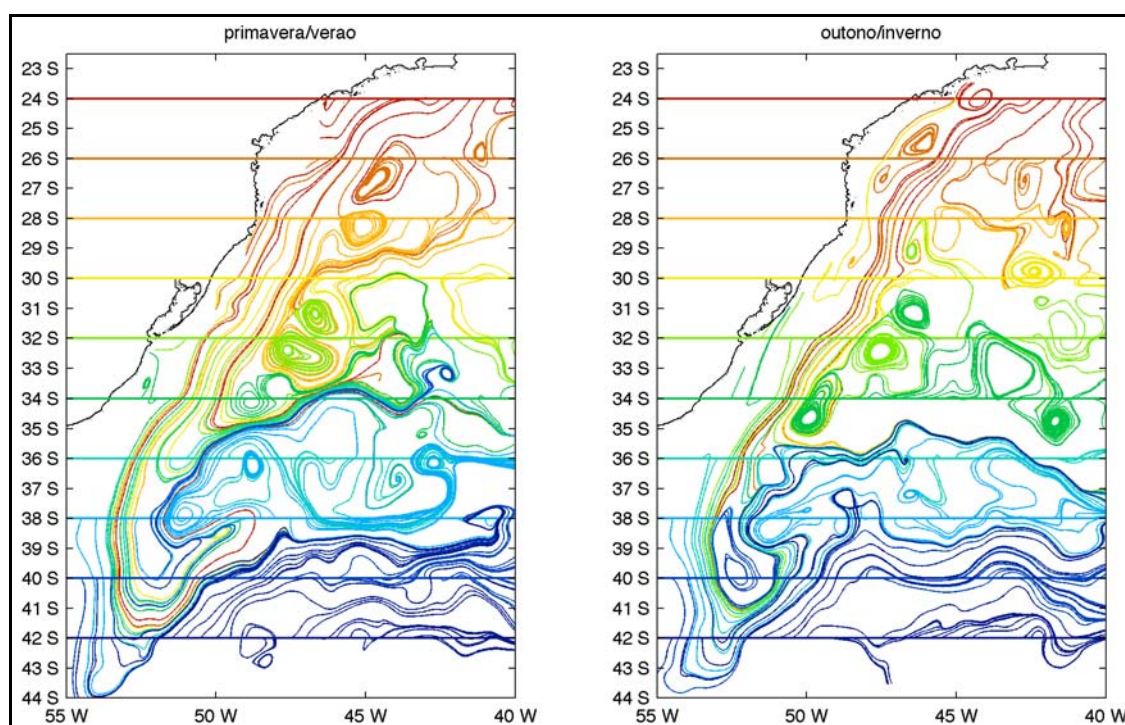 primavera/verao
23 S
24 S
25 S
26 S
27 S
28 S
29 S
30 S
31 S
32 S
33 S
34 S
35 S
36 S
37 S
38 S
39 S
40 S
41 S
42 S
43 S
44 S
55 W 50 W 45 W 40 W
outono/inverno
23 S
24 S
25 S
26 S
27 S
28 S
29 S
30 S
31 S
32 S
33 S
34 S
35 S
36 S
37 S
38 S
39 S
40 S
41 S
42 S
43 S
44 S
55 W 50 W 45 W 40 W